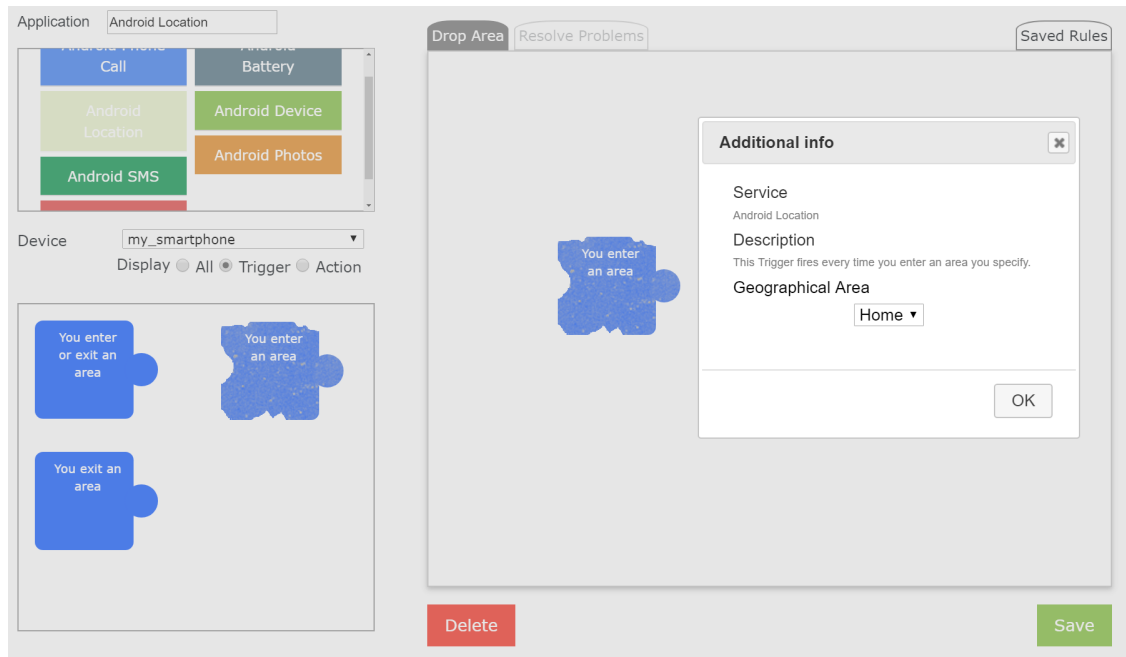 Application
Android Location
Android Phone
Call
Android
Battery
Android
Location
Android Device
Android SMS
Android Photos
Device
my_smartphone
Display All Trigger Action
You enter
or exit an
area
You enter
an area
You exit an
area
Drop Area
Resolve Problems
Saved Rules
You enter
an area
Additional info
Service
Android Location
Description
This Trigger fires every time you enter an area you specify.
Geographical Area
Home
OK
Delete
Save